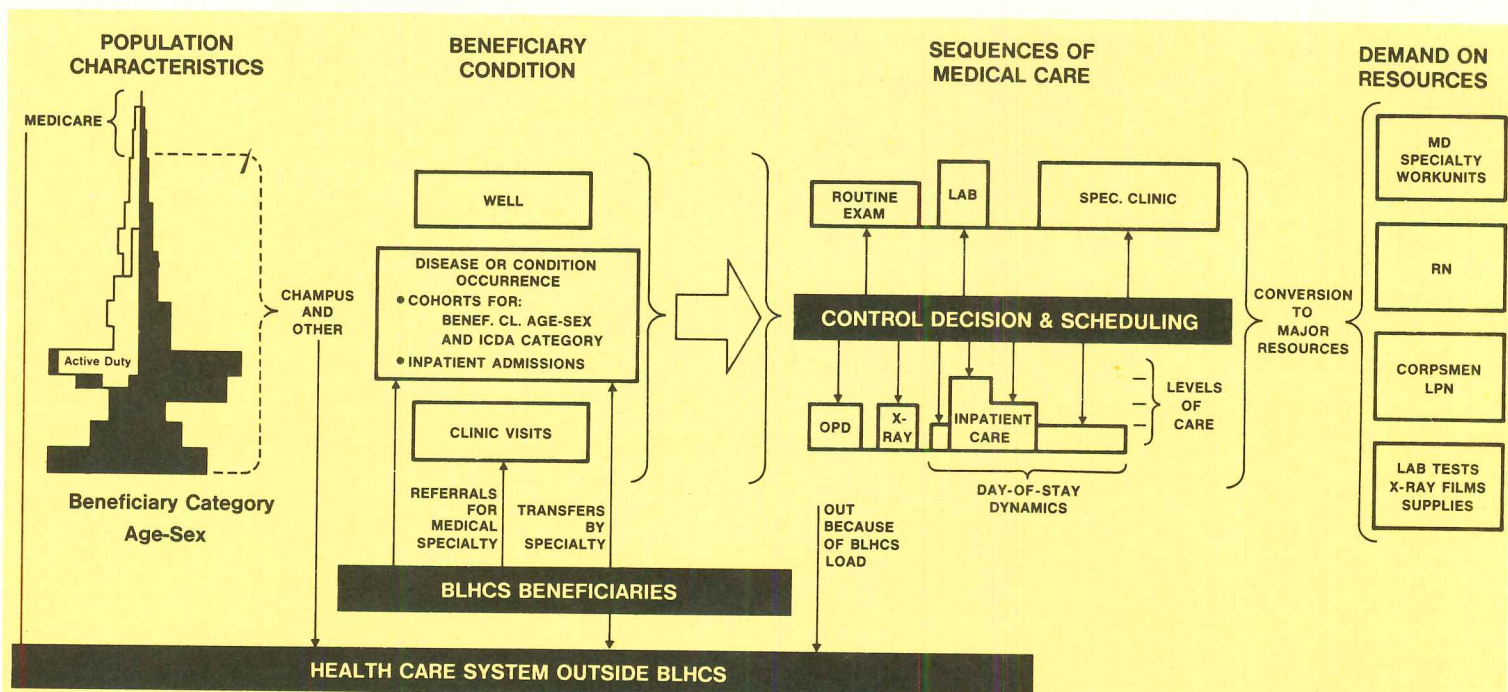 POPULATION
CHARACTERISTICS
MEDICARE
Active Duty
CHAMPUS
AND
OTHER
Beneficiary Category
Age-Sex
BENEFICIARY
CONDITION
WELL
DISEASE OR CONDITION
OCCURRENCE
• COHORTS FOR:
BENEF. CL. AGE-SEX
AND ICDA CATEGORY
• INPATIENT ADMISSIONS
CLINIC VISITS
REFERRALS
FOR
MEDICAL
SPECIALTY
TRANSFERS
BY
SPECIALTY
BLHCS BENEFICIARIES
SEQUENCES OF
MEDICAL CARE
ROUTINE
EXAM
LAB
SPEC. CLINIC
CONTROL DECISION & SCHEDULING
OPD
X-
RAY
INPATIENT
CARE
LEVELS
OF
CARE
DAY-OF-STAY
DYNAMICS
OUT
BECAUSE
OF BLHCS
LOAD
CONVERSION
TO
MAJOR
RESOURCES
DEMAND ON
RESOURCES
MD
SPECIALTY
WORKUNITS
RN
CORPSMEN
LPN
LAB TESTS
X-RAY FILMS
SUPPLIES
HEALTH CARE SYSTEM OUTSIDE BLHCS